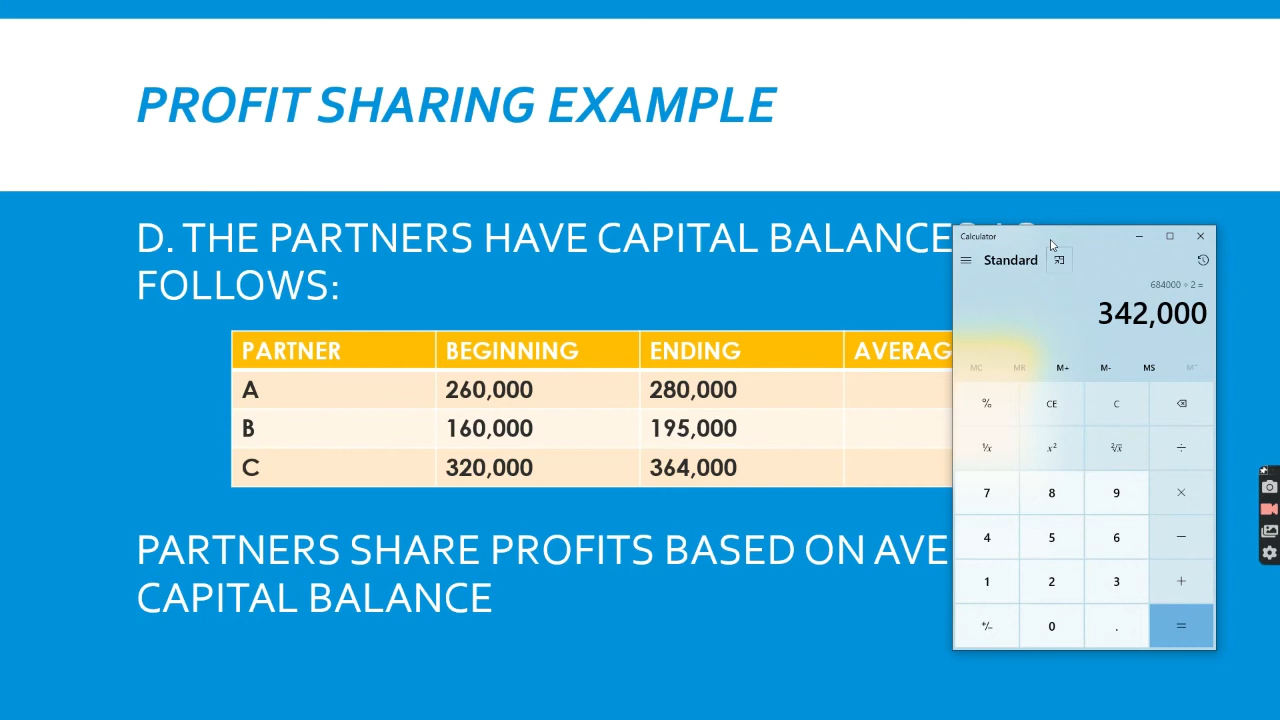 PROFIT SHARING EXAMPLE
D. THE PARTNERS HAVE CAPITAL BALANCE
FOLLOWS:
PARTNER BEGINNING ENDING AVERAG
A 260,000 280,000
B 160,000 195,000
C 320,000 364,000
PARTNERS SHARE PROFITS BASED ON AVE
CAPITAL BALANCE
Calculator
Standard
684000 ÷ 2 =
342,000
MC MR M+ M- MS M˅
% CE C
⅟x x² ²√x ÷
7 8 9 ×
4 5 6 −
1 2 3 +
+/− 0 . =